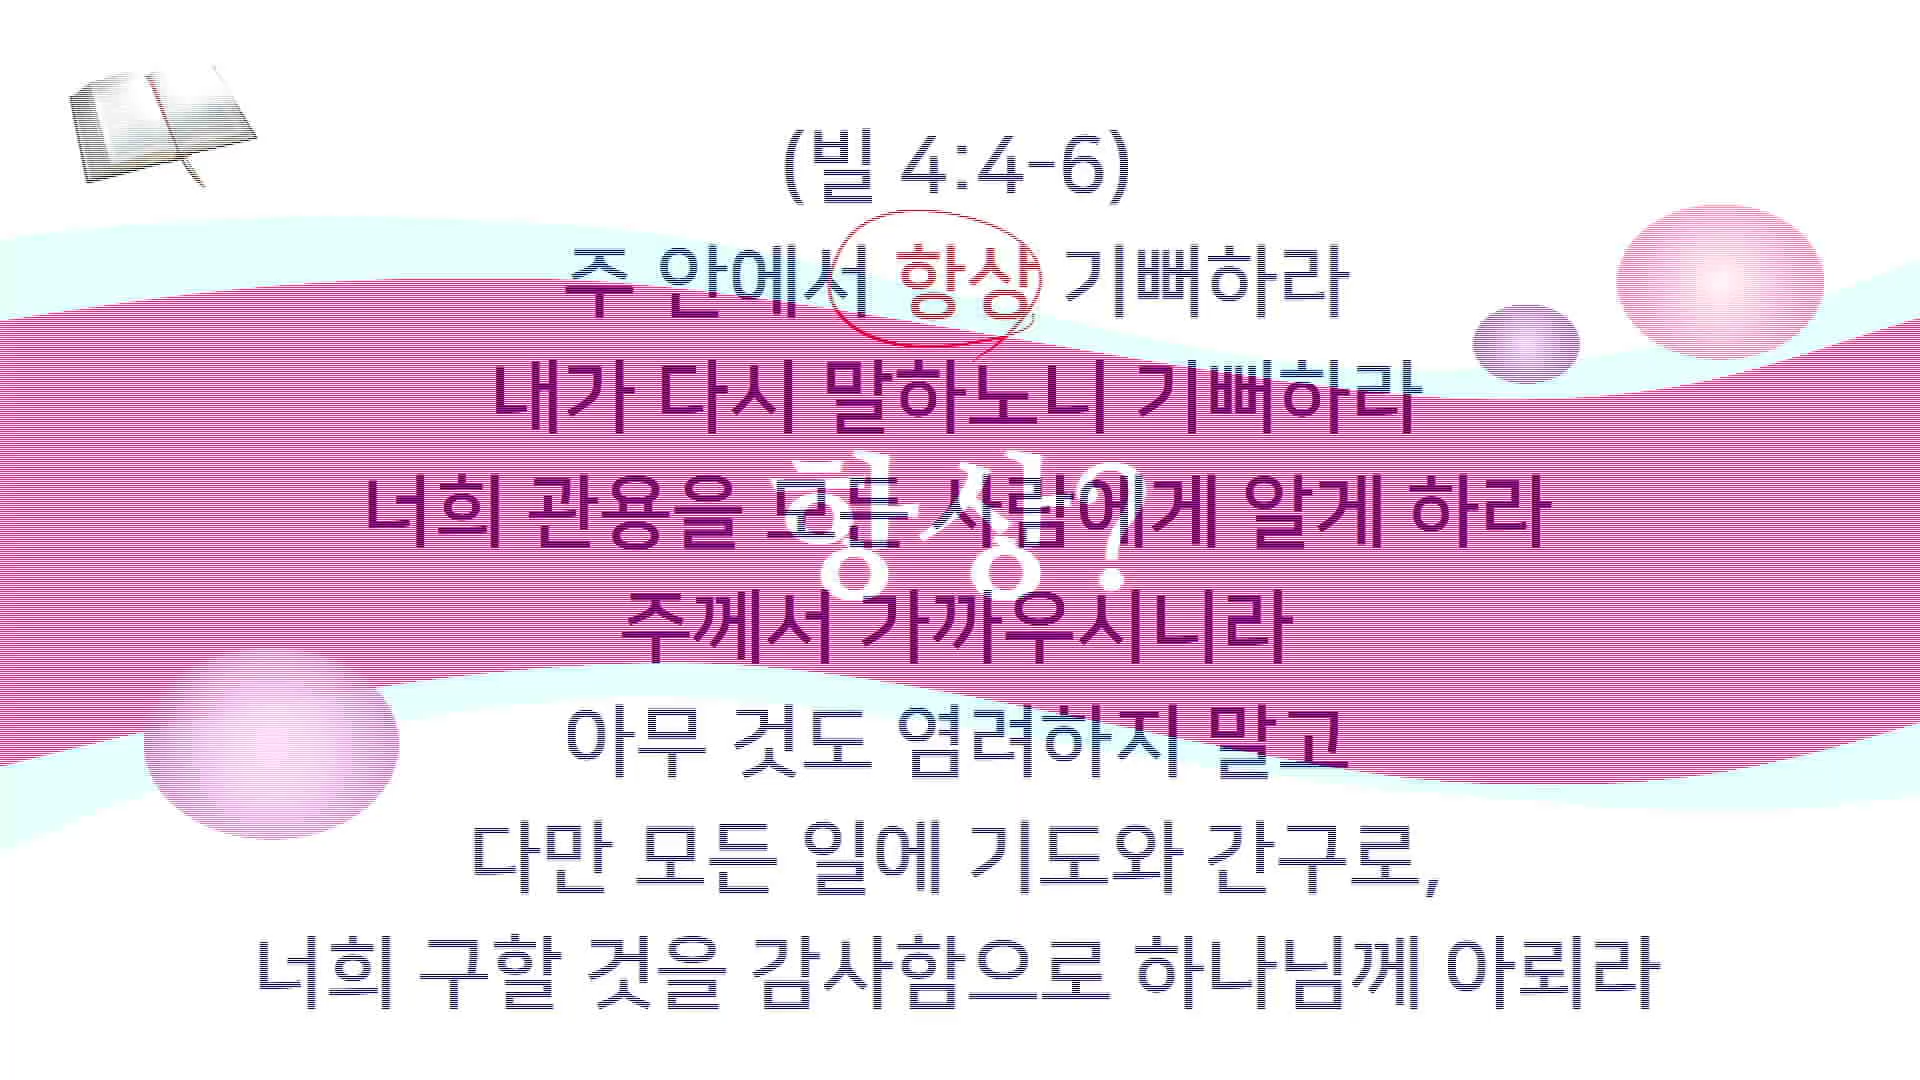 (빌 4:4-6)
주 안에서 항상 기뻐하라
내가 다시 말하노니 기뻐하라
너희 관용을 모든 사람에게 알게 하라
항상?
주께서 가까우시니라
아무 것도 염려하지 말고
다만 모든 일에 기도와 간구로,
너희 구할 것을 감사함으로 하나님께 아뢰라